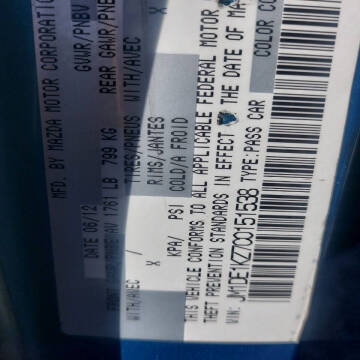 MFD. BY MAZDA MOTOR CORPORATION
DATE 06/12 GVWR/PNBV
1761 LB 799 KG REAR GAWR/PNBE
WITH/AVEC TIRES/PNEUS WITH/AVEC
X RIMS/JANTES X
KPA/ PSI COLD/A FROID
THIS VEHICLE CONFORMS TO ALL APPLICABLE FEDERAL MOTOR
THEFT PREVENTION STANDARDS IN EFFECT THE DATE OF MA
VIN: JM1DE1KZ7C0151538 TYPE:PASS CAR
COLOR CO